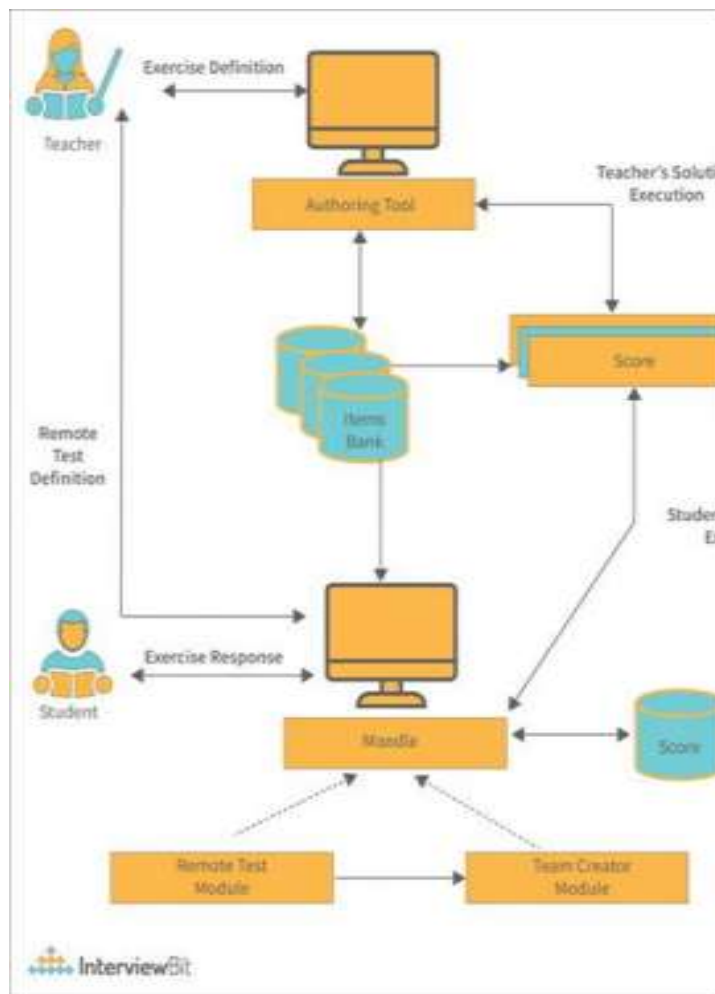 Exercise Definition
Teacher
Authoring Tool
Teacher's Soluti
Execution
Score
Items
Bank
Remote
Test
Definition
Studen
E
Exercise Response
Student
Score
Remote Test
Module
Team Creator
Module
InterviewBit